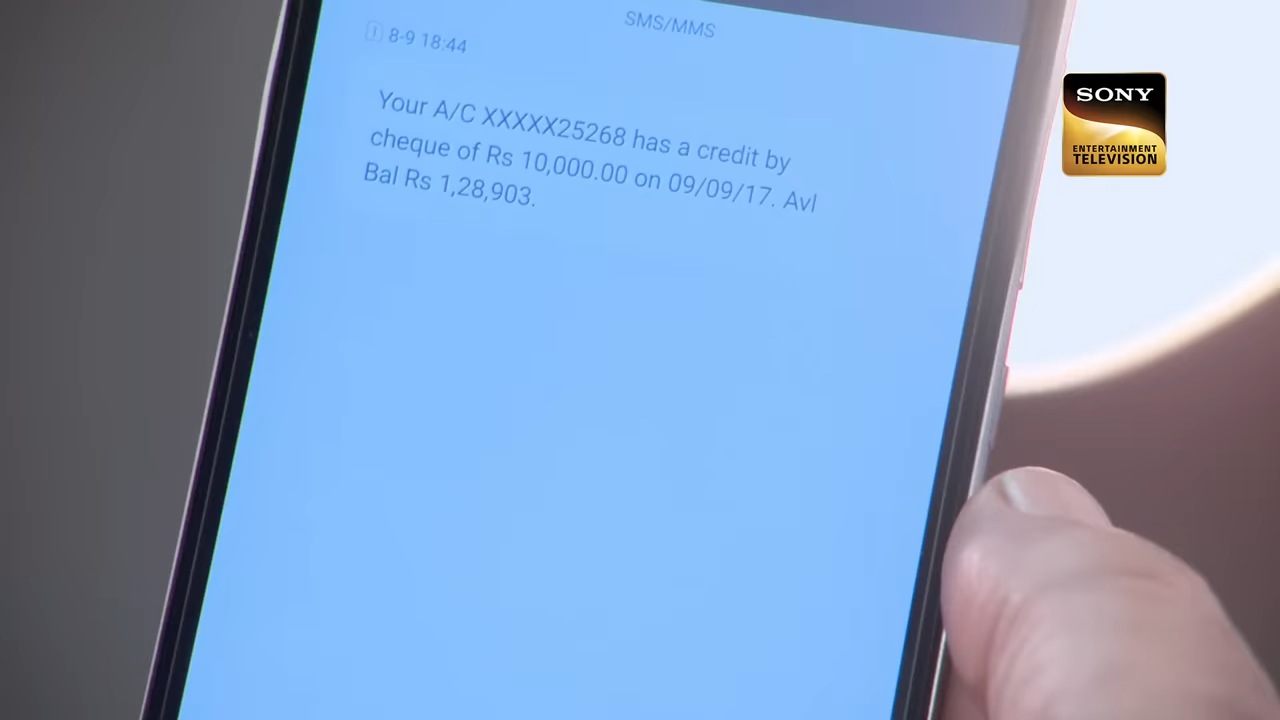 SMS/MMS
8-9 18:44
Your A/C XXXXX25268 has a credit by
cheque of Rs 10,000.00 on 09/09/17. Avl
Bal Rs 1,28,903.
SONY
ENTERTAINMENT
TELEVISION